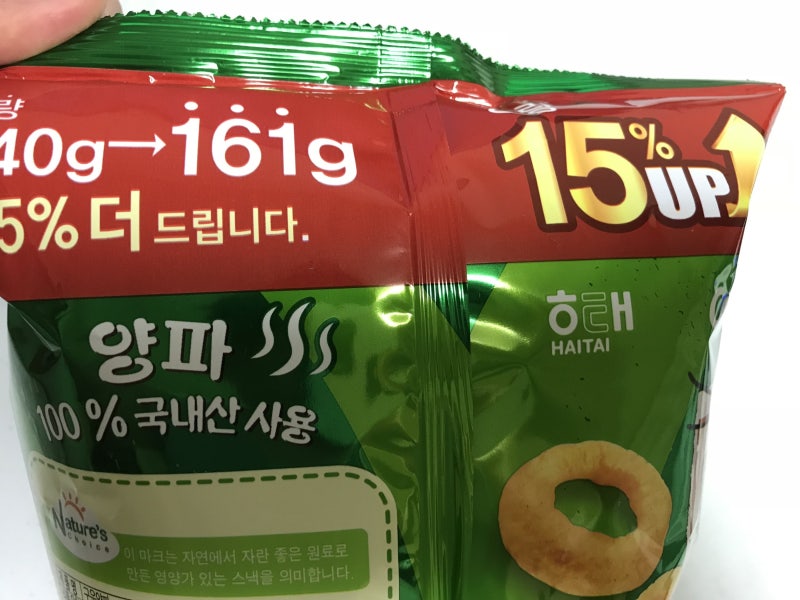 량
40g→161g
5% 더 드립니다.
15% UP
양파
100 % 국내산 사용
해태
HAITAI
Nature's
CHOICE
이 마크는 자연에서 자란 좋은 원료로
만든 영양가 있는 스낵을 의미합니다.